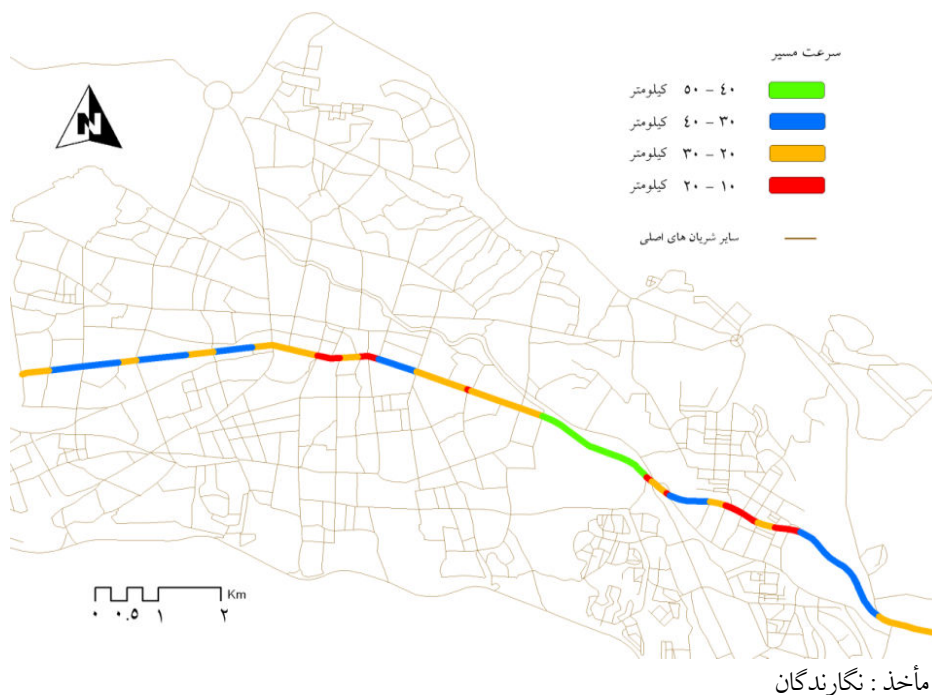 سرعت مسیر
۴۰ - ۵۰ کیلومتر
۳۰ - ۴۰ کیلومتر
۲۰ - ۳۰ کیلومتر
۱۰ - ۲۰ کیلومتر
سایر شریان های اصلی
N
Km
۰ ۰.۵ ۱ ۲
مأخذ : نگارندگان